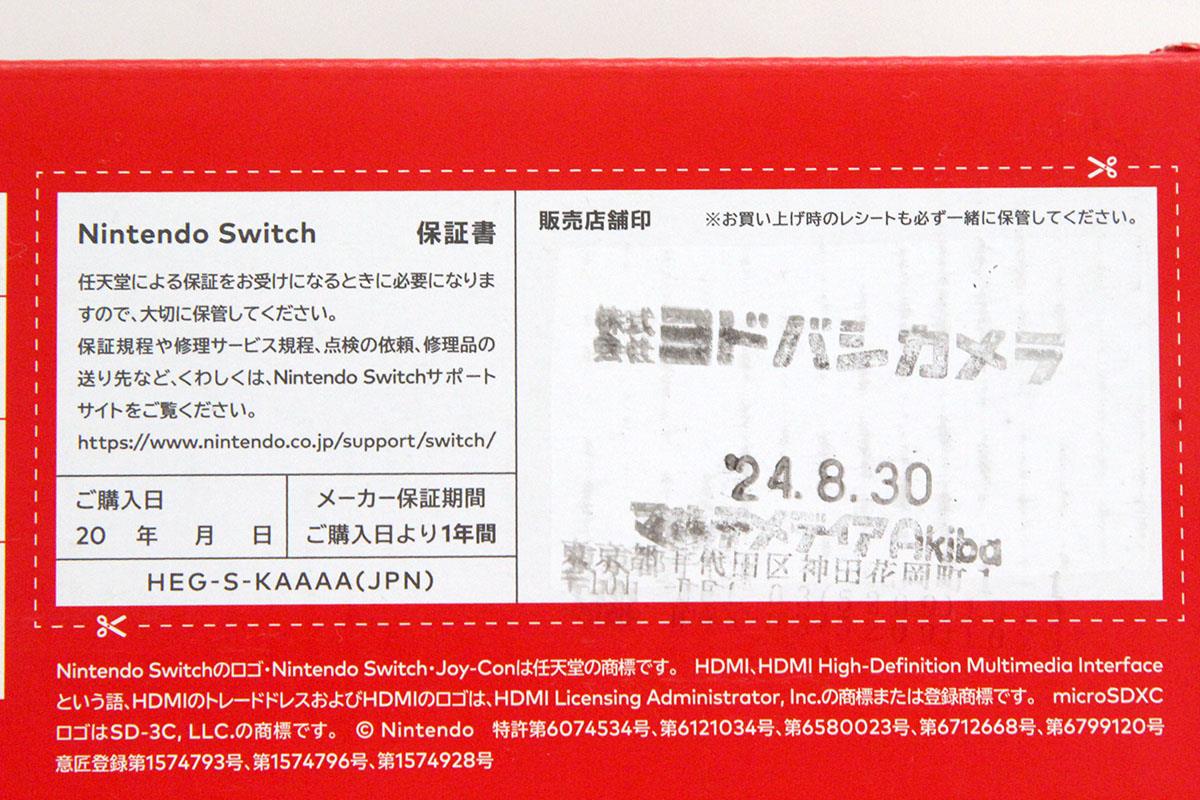 Nintendo Switch 保証書
任天堂による保証をお受けになるときに必要になりま
すので、大切に保管してください。
保証規程や修理サービス規程、点検の依頼、修理品の
送り先など、くわしくは、Nintendo Switchサポート
サイトをご覧ください。
https://www.nintendo.co.jp/support/switch/
ご購入日
20 年 月 日
メーカー保証期間
ご購入日より1年間
HEG-S-KAAAA(JPN)
販売店舗印 ※お買い上げ時のレシートも必ず一緒に保管してください。
株式会社ヨドバシカメラ
'24.8.30
マルチメディアAkiba
東京都千代田区神田花岡町1
Nintendo Switchのロゴ・Nintendo Switch・Joy-Conは任天堂の商標です。 HDMI、HDMI High-Definition Multimedia Interface
という語、HDMIのトレードドレスおよびHDMIのロゴは、HDMI Licensing Administrator, Inc.の商標または登録商標です。 microSDXC
ロゴはSD-3C, LLC.の商標です。 © Nintendo 特許第6074534号、第6121034号、第6580023号、第6712668号、第6799120号
意匠登録第1574793号、第1574796号、第1574928号